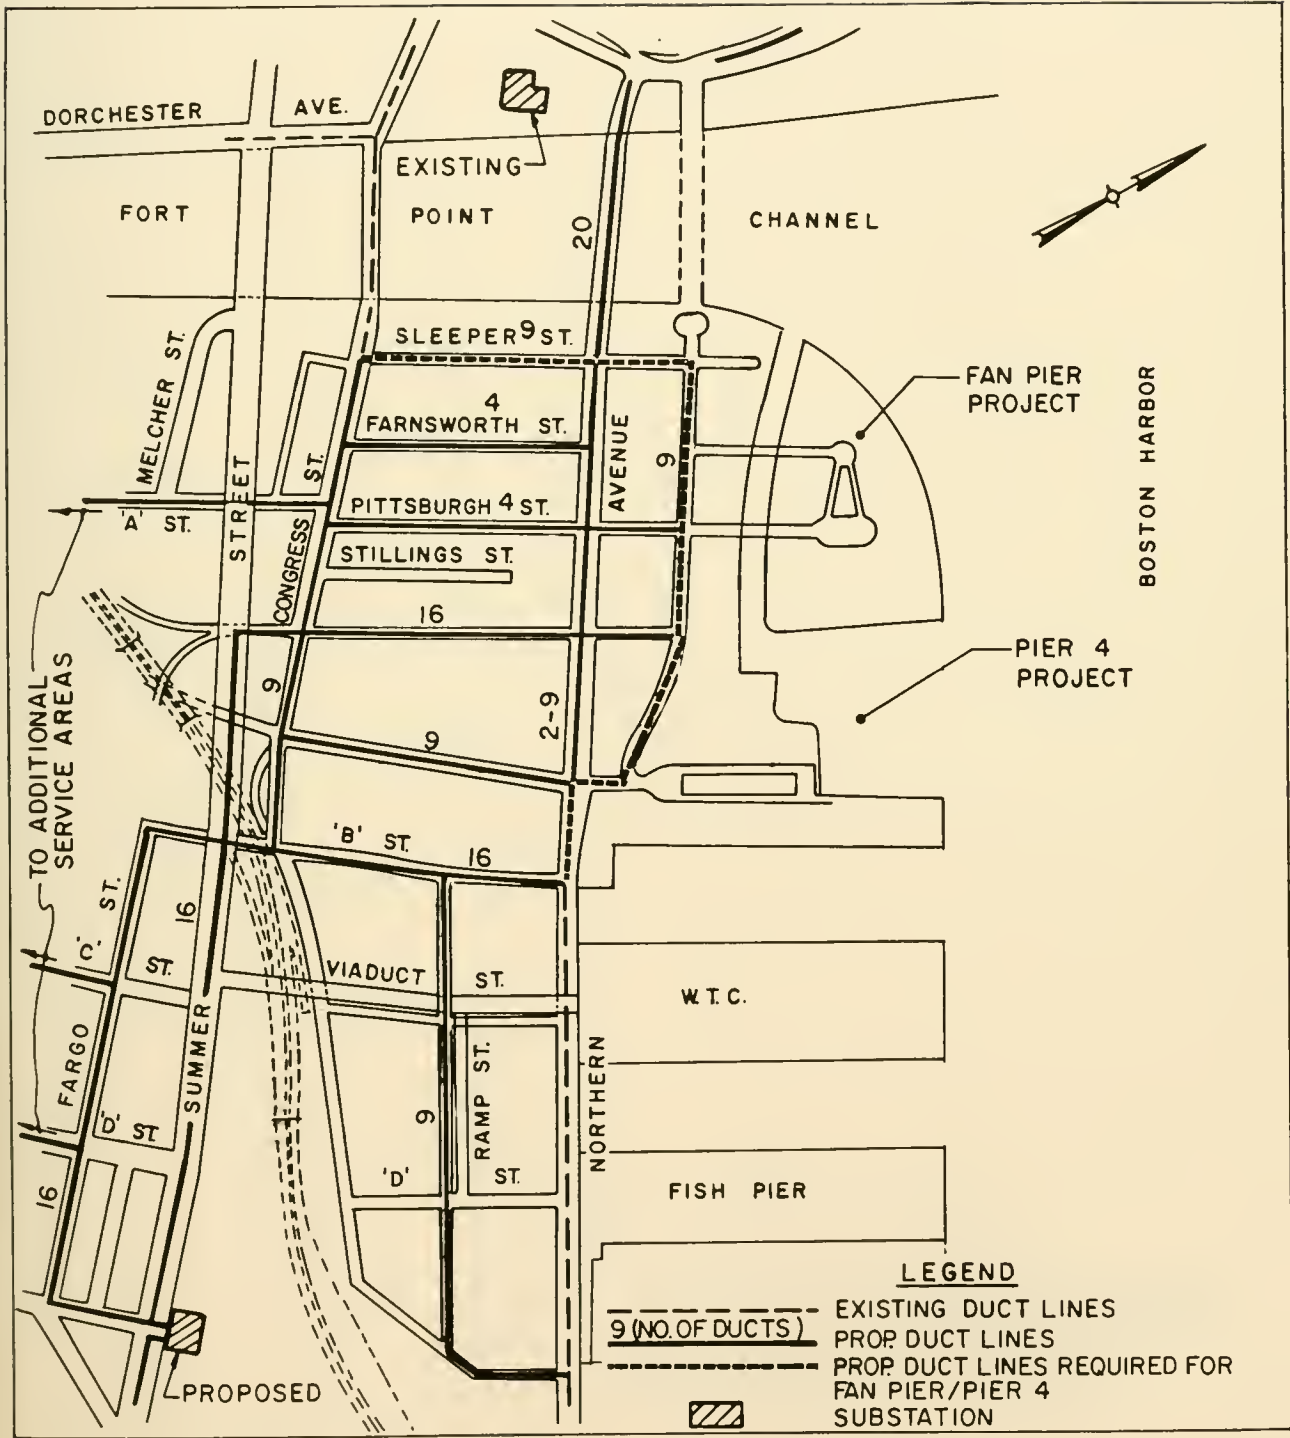 DORCHESTER AVE.
EXISTING
FORT POINT CHANNEL
20
SLEEPER 9 ST.
MELCHER ST.
FAN PIER
PROJECT
BOSTON HARBOR
4
FARNSWORTH ST.
AVENUE
9
ST.
STREET
PITTSBURGH 4 ST.
'A' ST.
CONGRESS
STILLINGS ST.
16
PIER 4
PROJECT
9
2-9
9
TO ADDITIONAL
SERVICE AREAS
'B' ST. 16
ST.
16
'C' ST.
VIADUCT ST.
W.T.C.
SUMMER
FARGO
RAMP ST.
NORTHERN
9
'D' ST.
'D' ST.
16
FISH PIER
PROPOSED
LEGEND
EXISTING DUCT LINES
9 (NO. OF DUCTS) PROP. DUCT LINES
PROP. DUCT LINES REQUIRED FOR
FAN PIER/PIER 4
SUBSTATION